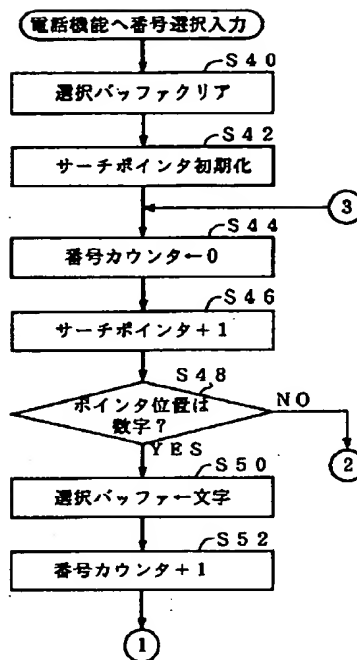 電話機能へ番号選択入力
S40
選択バッファクリア
S42
サーチポインタ初期化
3
S44
番号カウンタ←0
S46
サーチポインタ+1
S48
ポインタ位置は
数字?
NO
YES
2
S50
選択バッファ←文字
S52
番号カウンタ+1
1